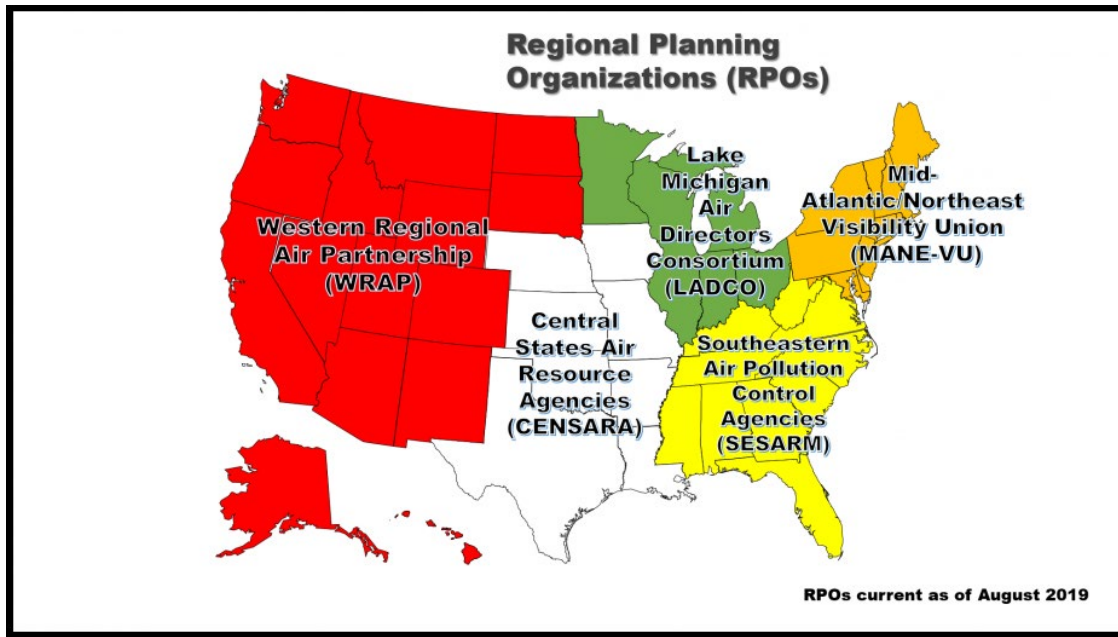 Regional Planning
Organizations (RPOs)
Lake
Michigan
Air
Directors
Consortium
(LADCO)
Mid-
Atlantic/Northeast
Visibility Union
(MANE-VU)
Western Regional
Air Partnership
(WRAP)
Central
States Air
Resource
Agencies
(CENSARA)
Southeastern
Air Pollution
Control
Agencies
(SESARM)
RPOs current as of August 2019